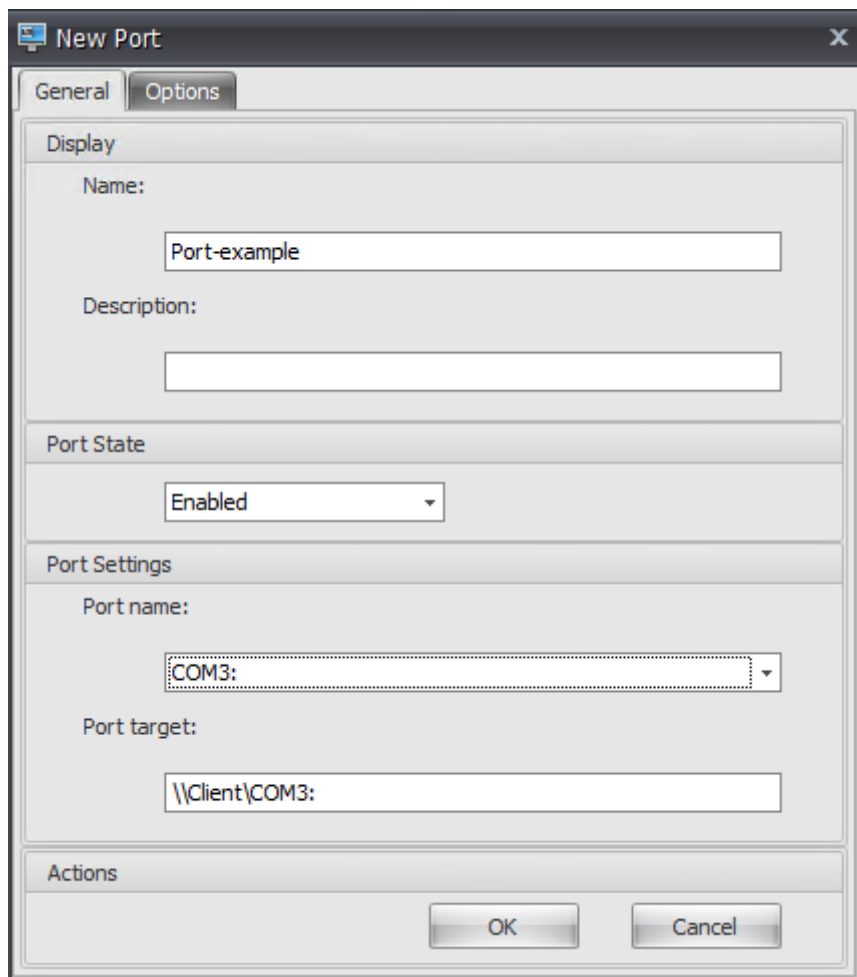 New Port
General Options
Display
Name:
Port-example
Description:
Port State
Enabled
Port Settings
Port name:
COM3:
Port target:
\\Client\COM3:
Actions
OK Cancel